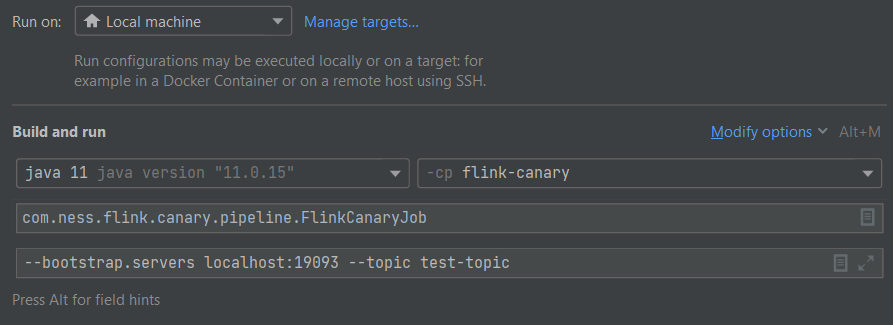 Run on: Local machine Manage targets...
Run configurations may be executed locally or on a target: for
example in a Docker Container or on a remote host using SSH.
Build and run Modify options Alt+M
java 11 java version "11.0.15" -cp flink-canary
com.ness.flink.canary.pipeline.FlinkCanaryJob
--bootstrap.servers localhost:19093 --topic test-topic
Press Alt for field hints